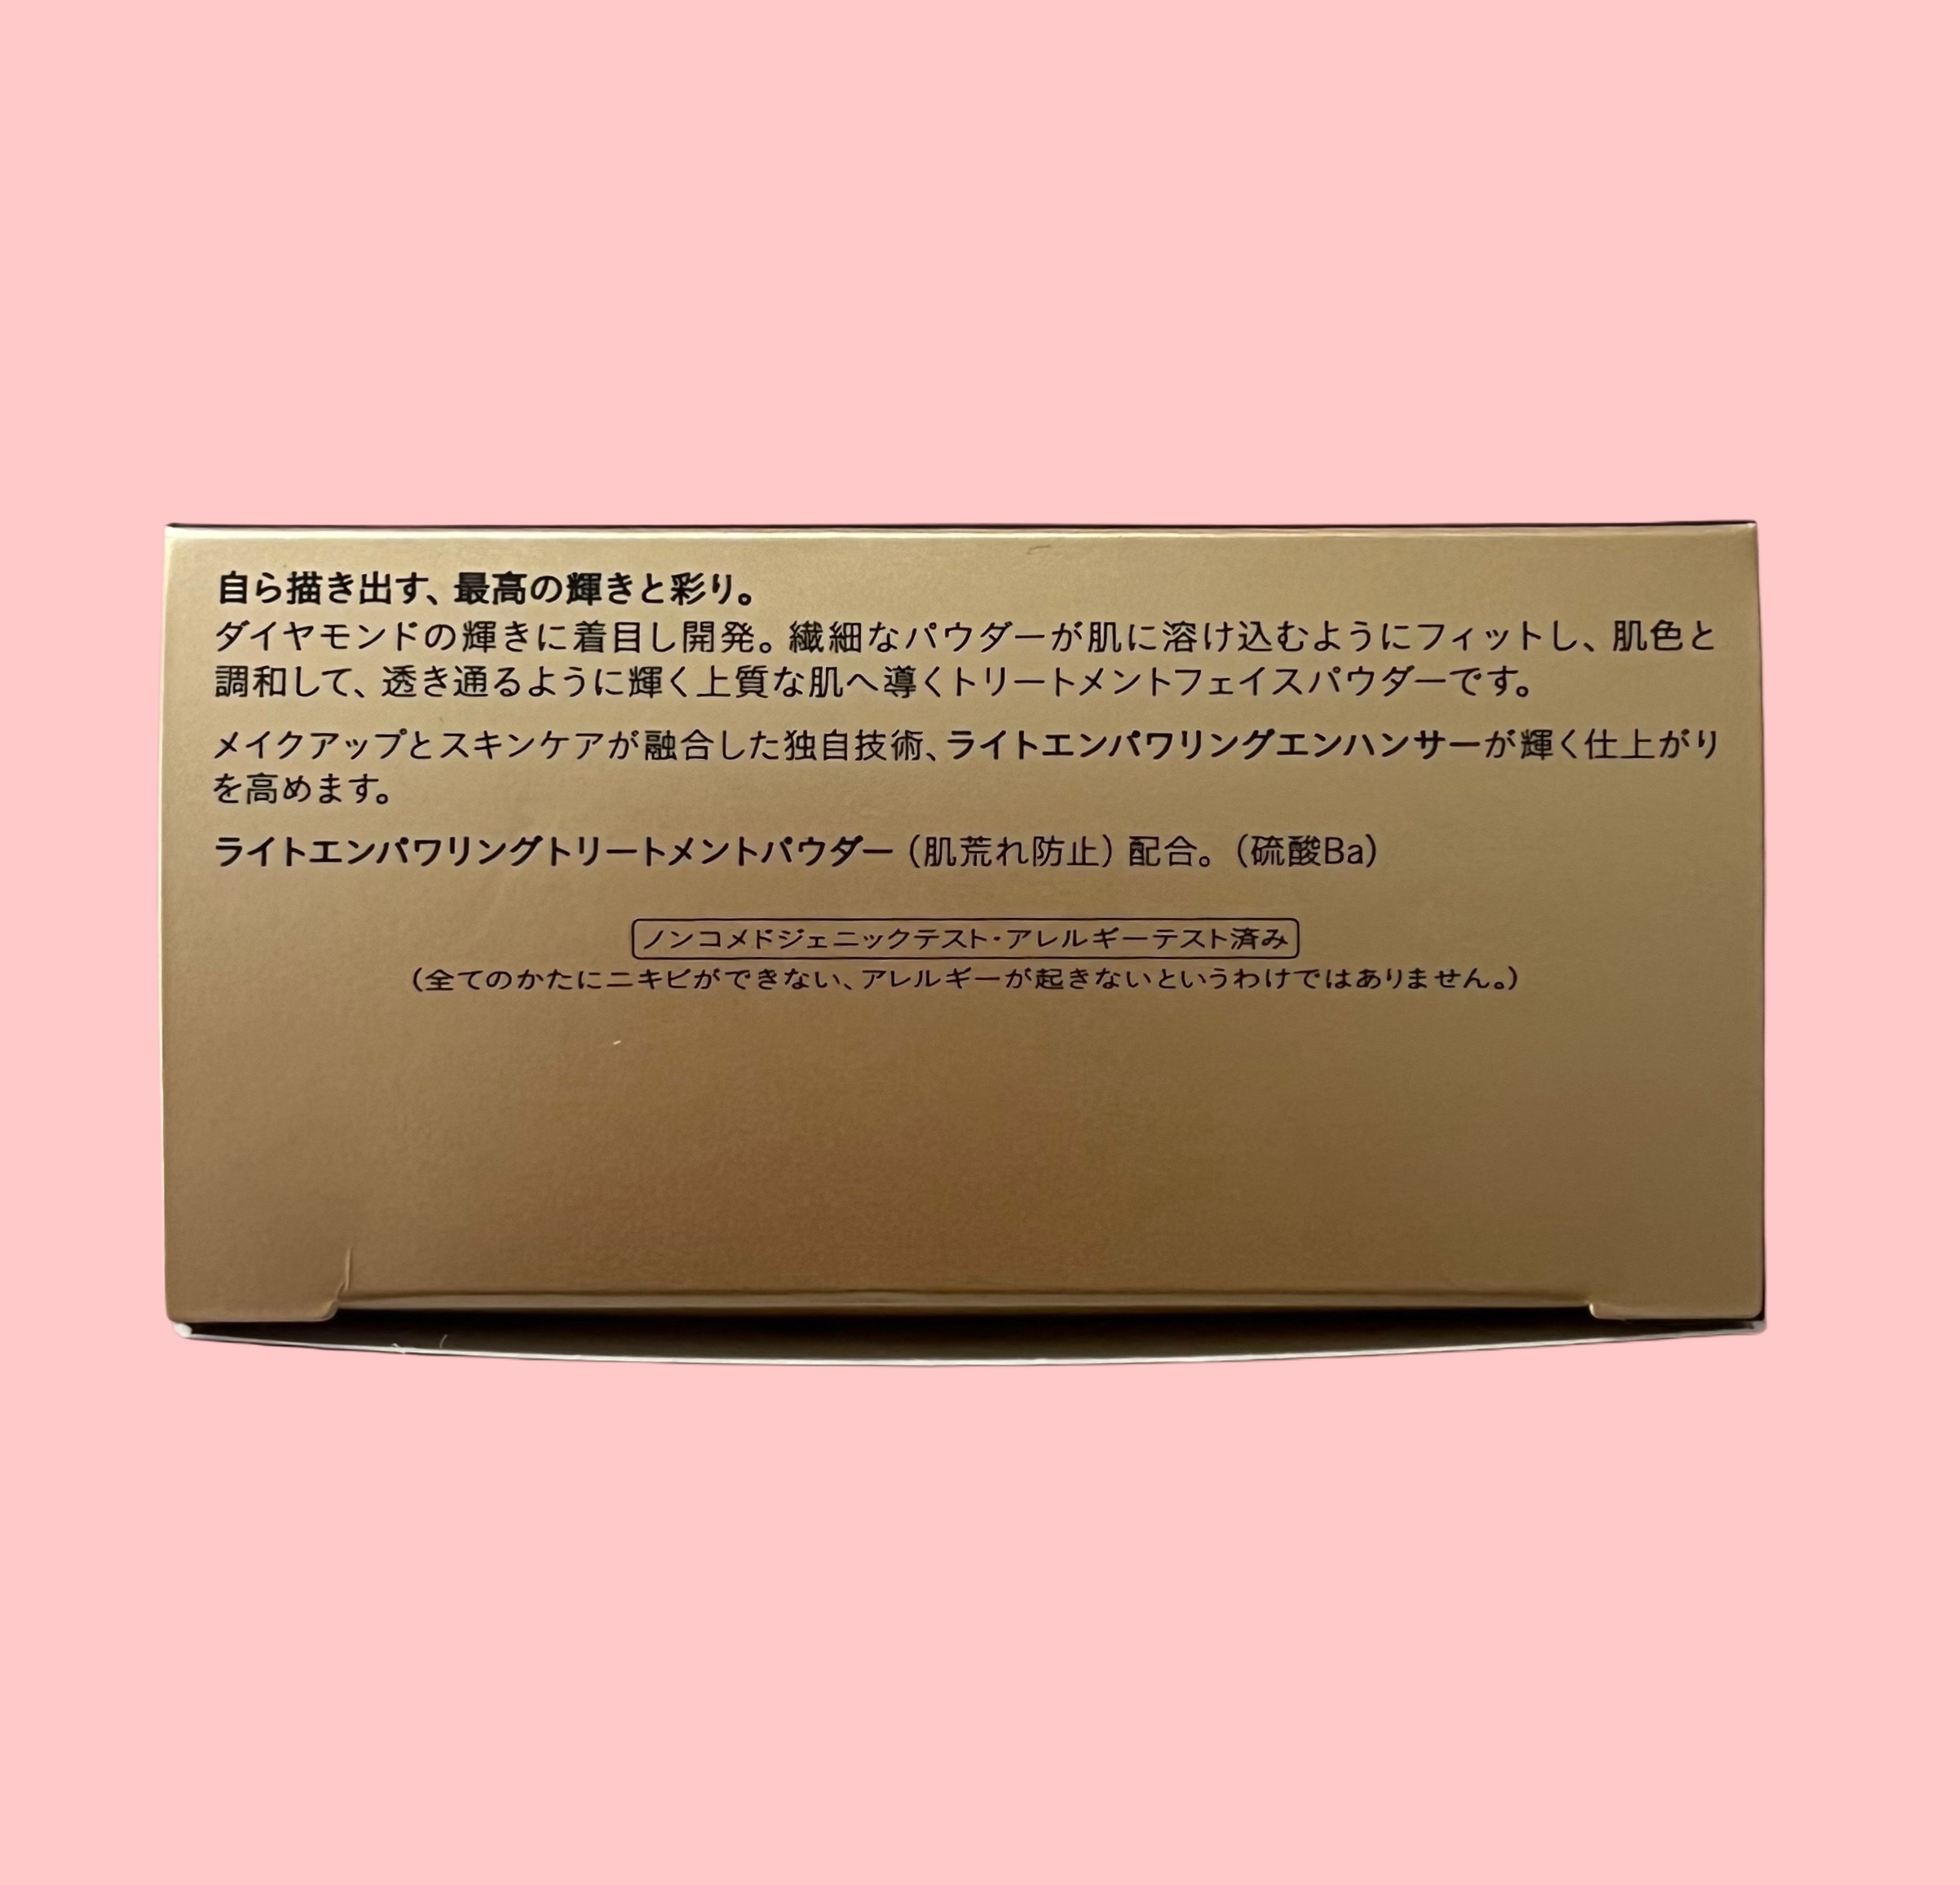 自ら描き出す、最高の輝きと彩り。
ダイヤモンドの輝きに着目し開発。繊細なパウダーが肌に溶け込むようにフィットし、肌色と
調和して、透き通るように輝く上質な肌へ導くトリートメントフェイスパウダーです。
メイクアップとスキンケアが融合した独自技術、ライトエンパワリングエンハンサーが輝く仕上がり
を高めます。
ライトエンパワリングトリートメントパウダー（肌荒れ防止）配合。（硫酸Ba）
ノンコメドジェニックテスト・アレルギーテスト済み
（全てのかたにニキビができない、アレルギーが起きないというわけではありません。）